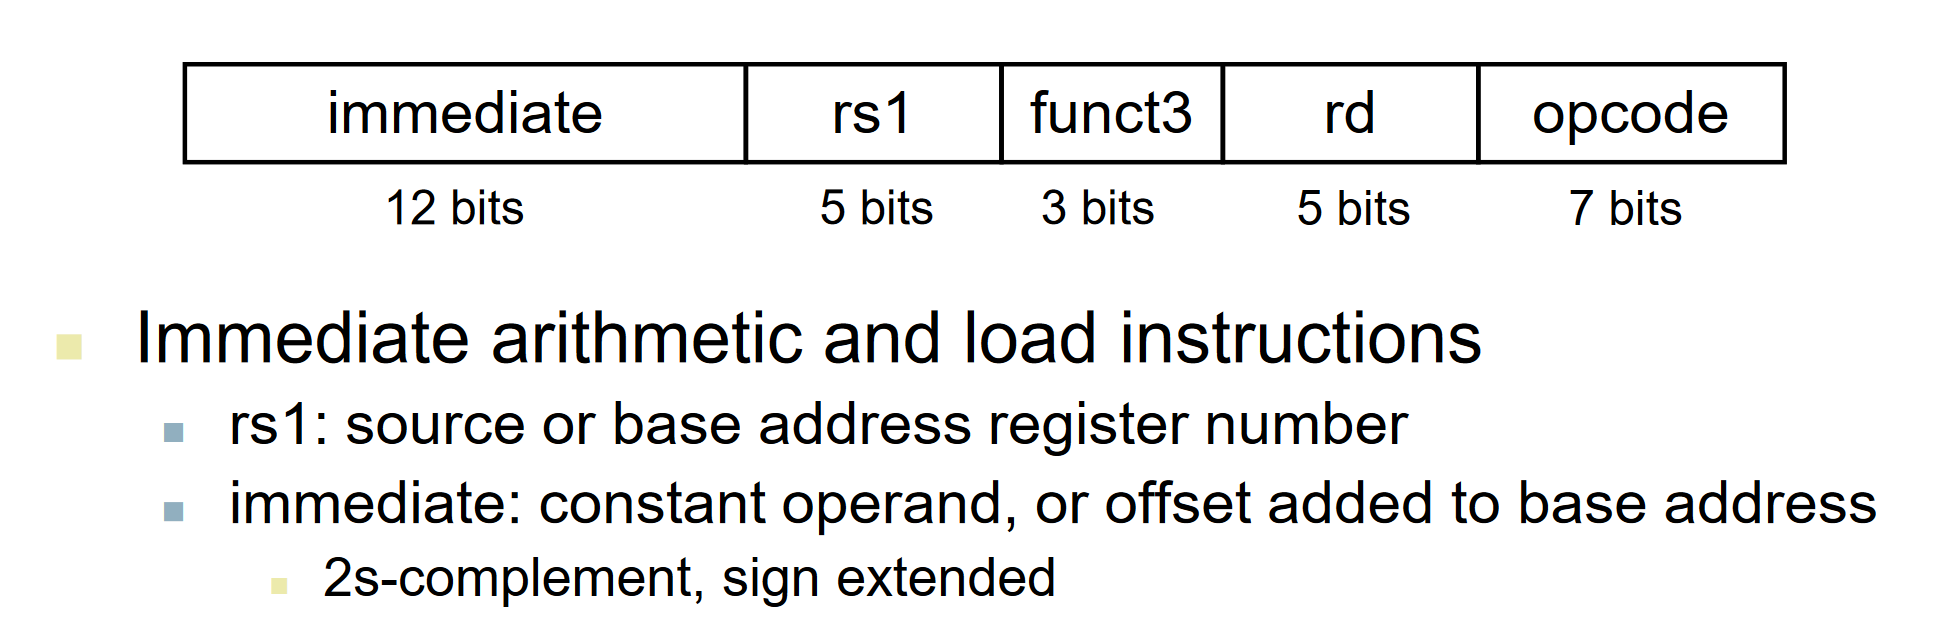 immediate rs1 funct3 rd opcode
12 bits 5 bits 3 bits 5 bits 7 bits
Immediate arithmetic and load instructions
rs1: source or base address register number
immediate: constant operand, or offset added to base address
2s-complement, sign extended